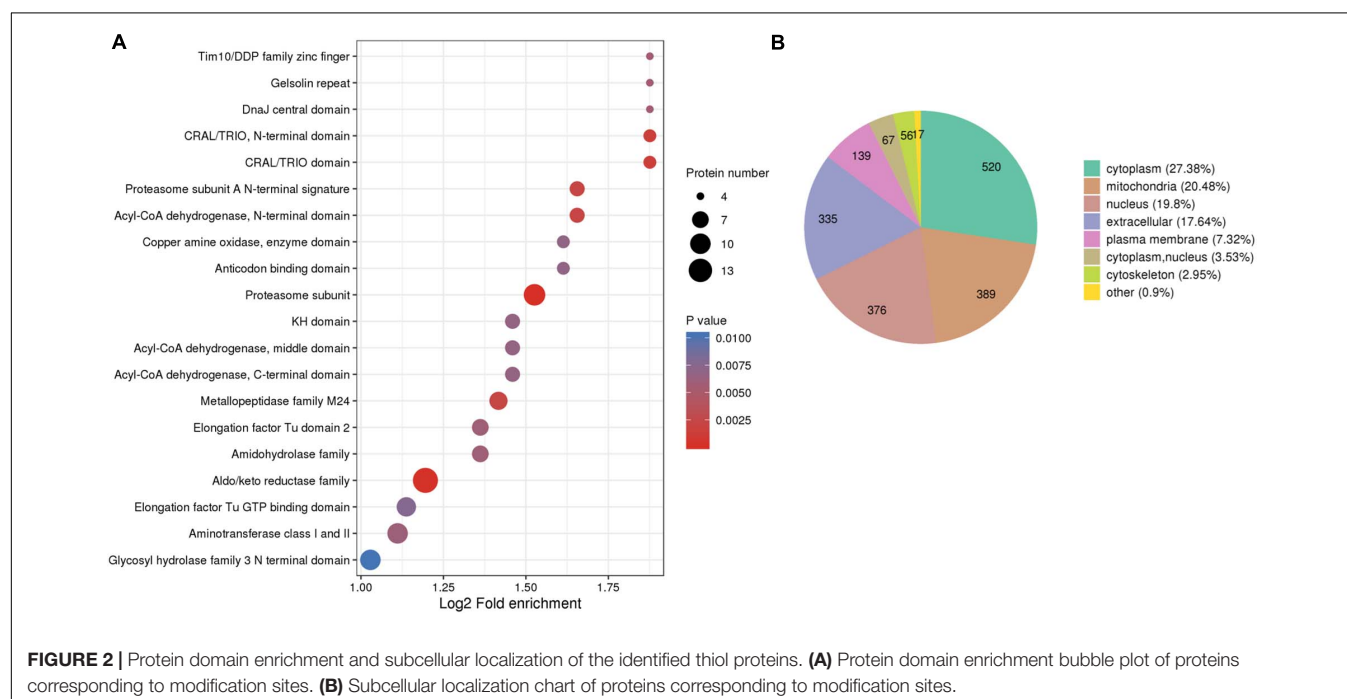 A
Tim10/DDP family zinc finger
Gelsolin repeat
DnaJ central domain
CRAL/TRIO, N-terminal domain
CRAL/TRIO domain
Proteasome subunit A N-terminal signature
Acyl-CoA dehydrogenase, N-terminal domain
Copper amine oxidase, enzyme domain
Anticodon binding domain
Proteasome subunit
KH domain
Acyl-CoA dehydrogenase, middle domain
Acyl-CoA dehydrogenase, C-terminal domain
Metallopeptidase family M24
Elongation factor Tu domain 2
Amidohydrolase family
Aldo/keto reductase family
Elongation factor Tu GTP binding domain
Aminotransferase class I and II
Glycosyl hydrolase family 3 N terminal domain
1.00 1.25 1.50 1.75
Log2 Fold enrichment
Protein number
4
7
10
13
P value
0.0100
0.0075
0.0050
0.0025
B
520
389
376
335
139
67
56
17
cytoplasm (27.38%)
mitochondria (20.48%)
nucleus (19.8%)
extracellular (17.64%)
plasma membrane (7.32%)
cytoplasm,nucleus (3.53%)
cytoskeleton (2.95%)
other (0.9%)
FIGURE 2 | Protein domain enrichment and subcellular localization of the identified thiol proteins. (A) Protein domain enrichment bubble plot of proteins
corresponding to modification sites. (B) Subcellular localization chart of proteins corresponding to modification sites.